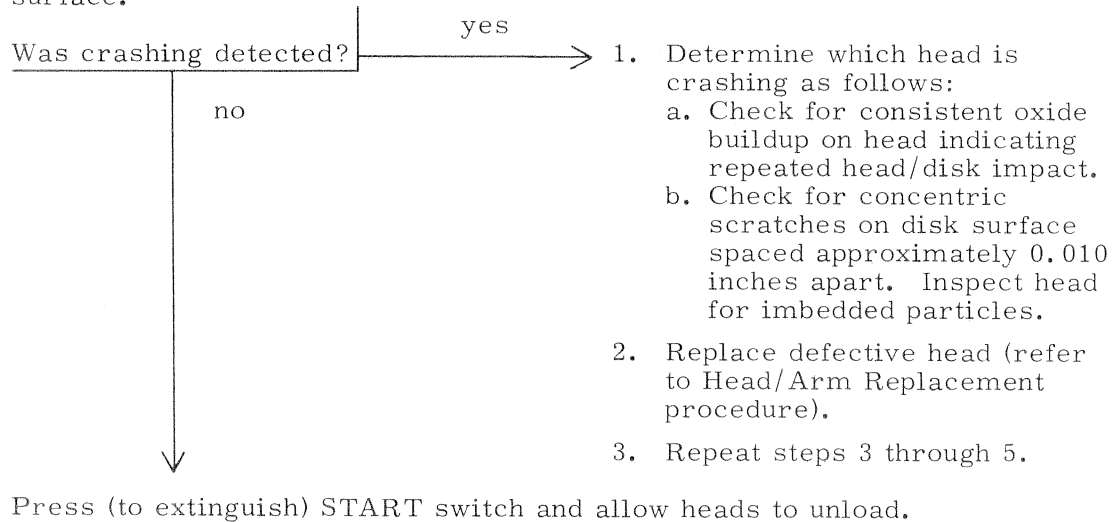 surface.
yes
Was crashing detected?
1. Determine which head is
crashing as follows:
a. Check for consistent oxide
buildup on head indicating
repeated head/disk impact.
b. Check for concentric
scratches on disk surface
spaced approximately 0.010
inches apart. Inspect head
for imbedded particles.
2. Replace defective head (refer
to Head/Arm Replacement
procedure).
3. Repeat steps 3 through 5.
no
Press (to extinguish) START switch and allow heads to unload.